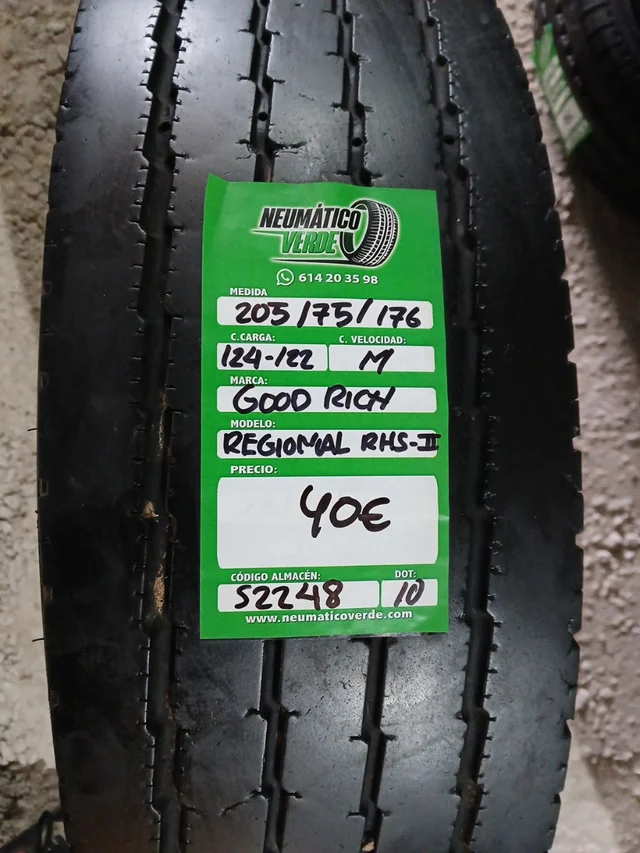 NEUMÁTICO
VERDE
614 20 35 98
MEDIDA
205/75/176
C.CARGA: C. VELOCIDAD:
124-122 M
MARCA:
GOOD RICH
MODELO:
REGIONAL RHS-II
PRECIO:
40€
CÓDIGO ALMACÉN: DOT:
S2248 10
www.neumaticoverde.com